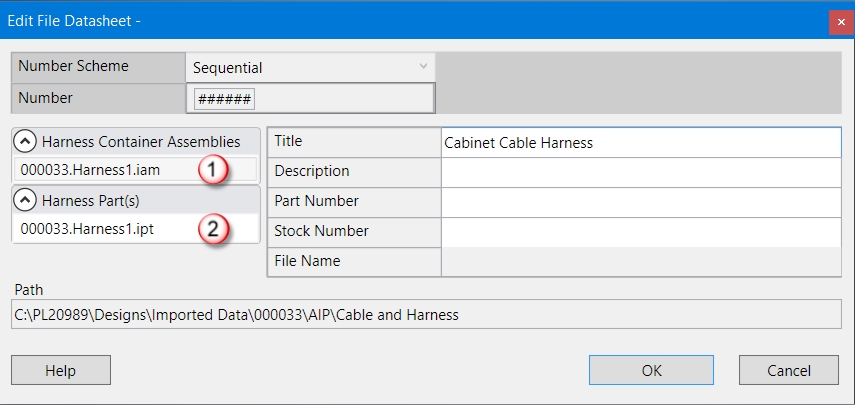 Edit File Datasheet -
Number Scheme Sequential
Number ######
Harness Container Assemblies
000033.Harness1.iam 1
Harness Part(s)
000033.Harness1.ipt 2
Title Cabinet Cable Harness
Description
Part Number
Stock Number
File Name
Path
C:\PL20989\Designs\Imported Data\000033\AIP\Cable and Harness
Help OK Cancel